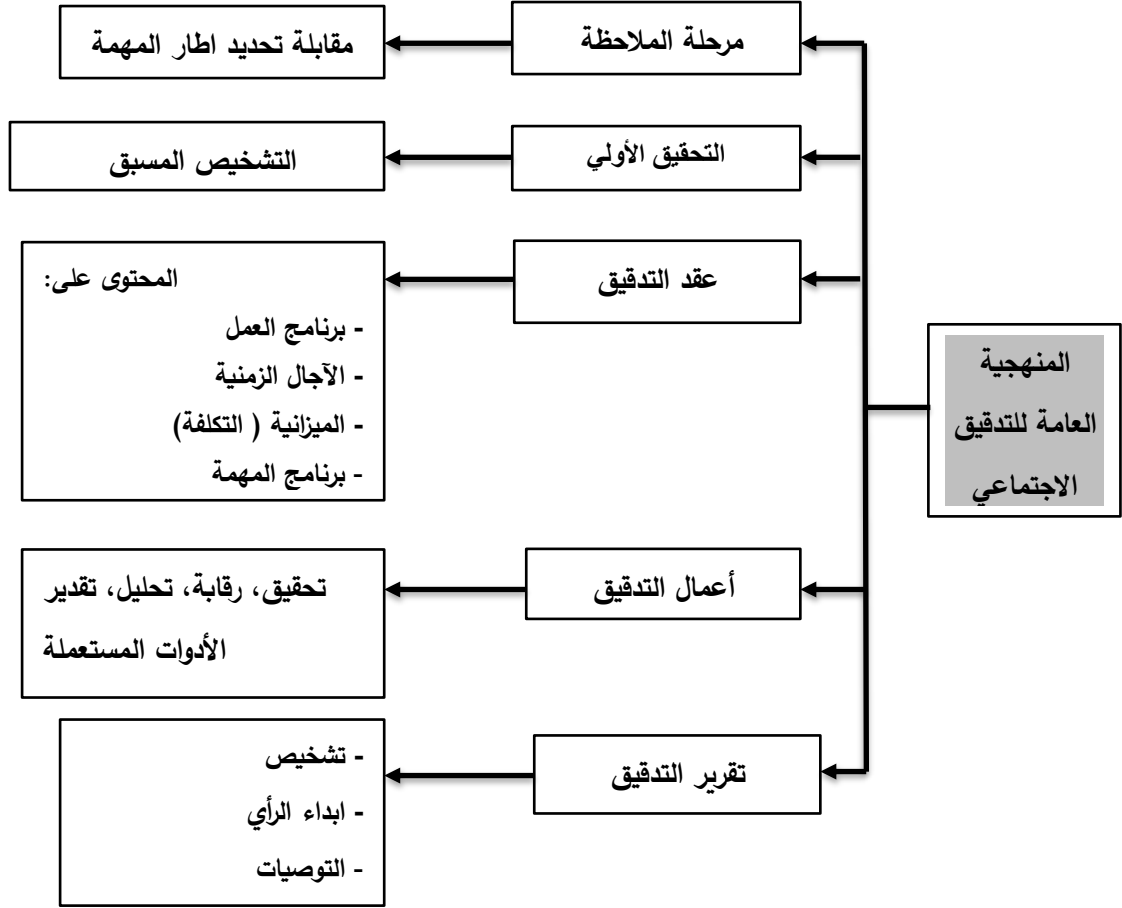 مرحلة الملاحظة
مقابلة تحديد اطار المهمة
التحقيق الأولي
التشخيص المسبق
عقد التدقيق
المحتوى على:
- برنامج العمل
- الآجال الزمنية
- الميزانية ( التكلفة)
- برنامج المهمة
المنهجية
العامة للتدقيق
الاجتماعي
أعمال التدقيق
تحقيق، رقابة، تحليل، تقدير
الأدوات المستعملة
تقرير التدقيق
- تشخيص
- ابداء الرأي
- التوصيات